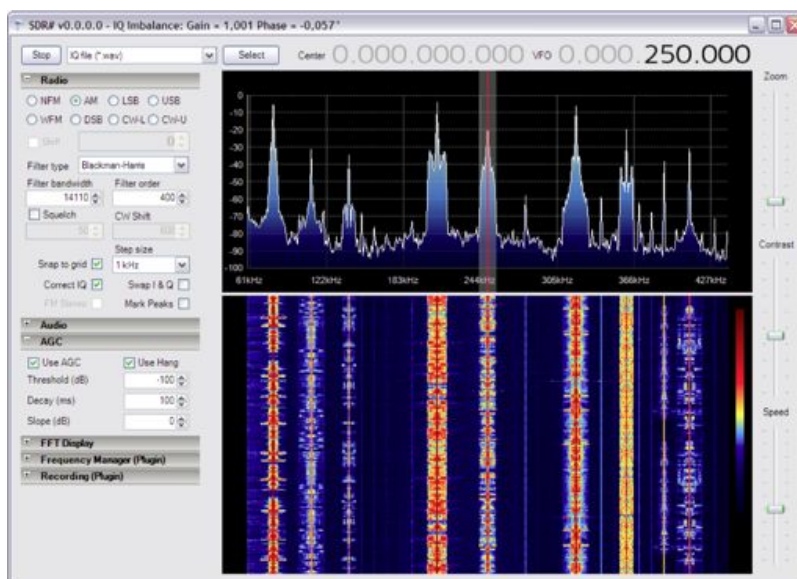 SDR# v0.0.0.0 - IQ Imbalance: Gain = 1,001 Phase = -0,057°
Stop IQ file (*.wav) Select Center 0.000.000.000 VFO 0.000.250.000
Radio
NFM AM LSB USB
WFM DSB CW-L CW-U
Shift 0
Filter type Blackman-Harris
Filter bandwidth Filter order
14110 400
Squelch CW Shift
50 600
Step size
Snap to grid 1 kHz
Correct IQ Swap I & Q
FM Stereo Mark Peaks
Audio
AGC
Use AGC Use Hang
Threshold (dB) -100
Decay (ms) 100
Slope (dB) 0
FFT Display
Frequency Manager (Plugin)
Recording (Plugin)
0
-10
-20
-30
-40
-50
-60
-70
-80
-90
-100
61kHz 122kHz 183kHz 244kHz 305kHz 366kHz 427kHz
Zoom
Contrast
Speed